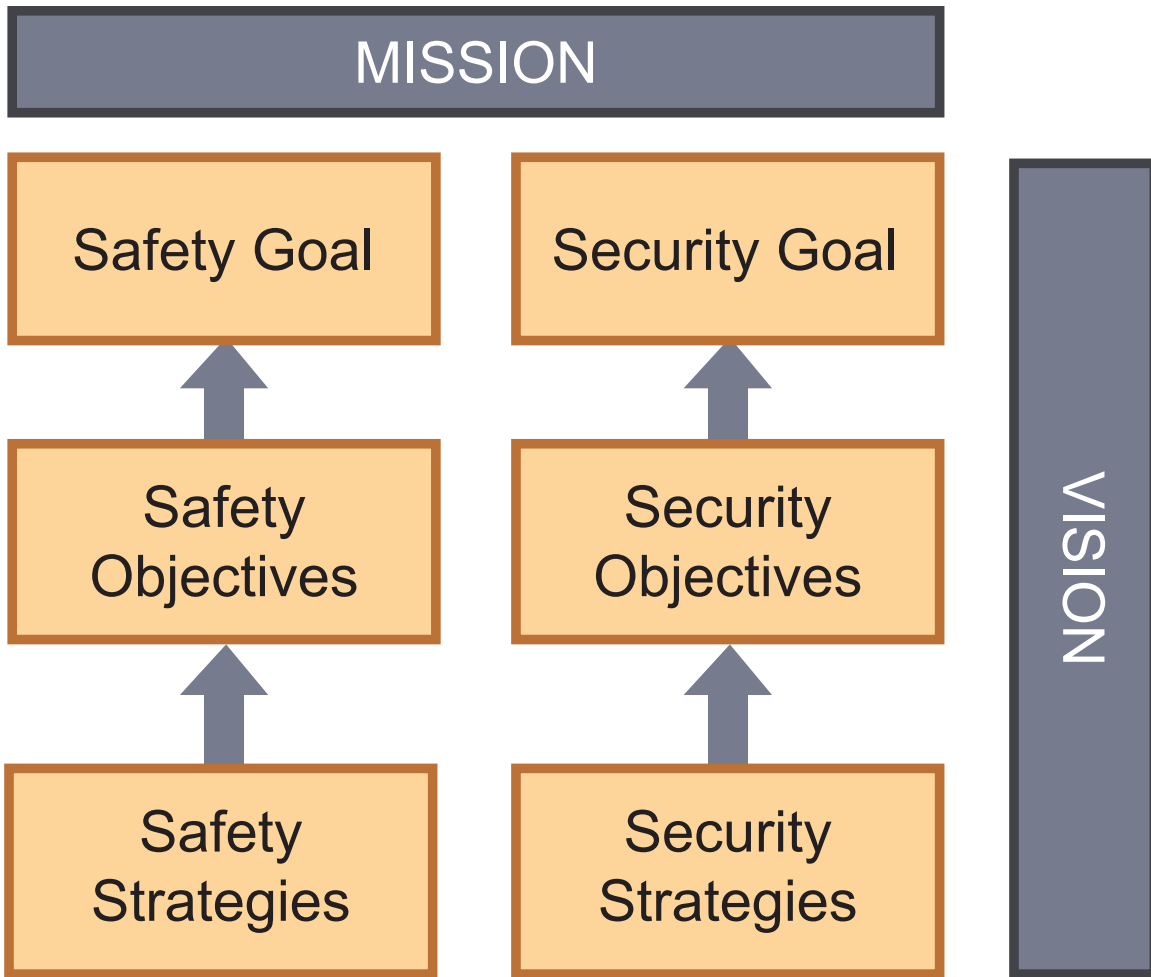 MISSION
Safety Goal
Security Goal
Safety
Objectives
Security
Objectives
Safety
Strategies
Security
Strategies
VISION